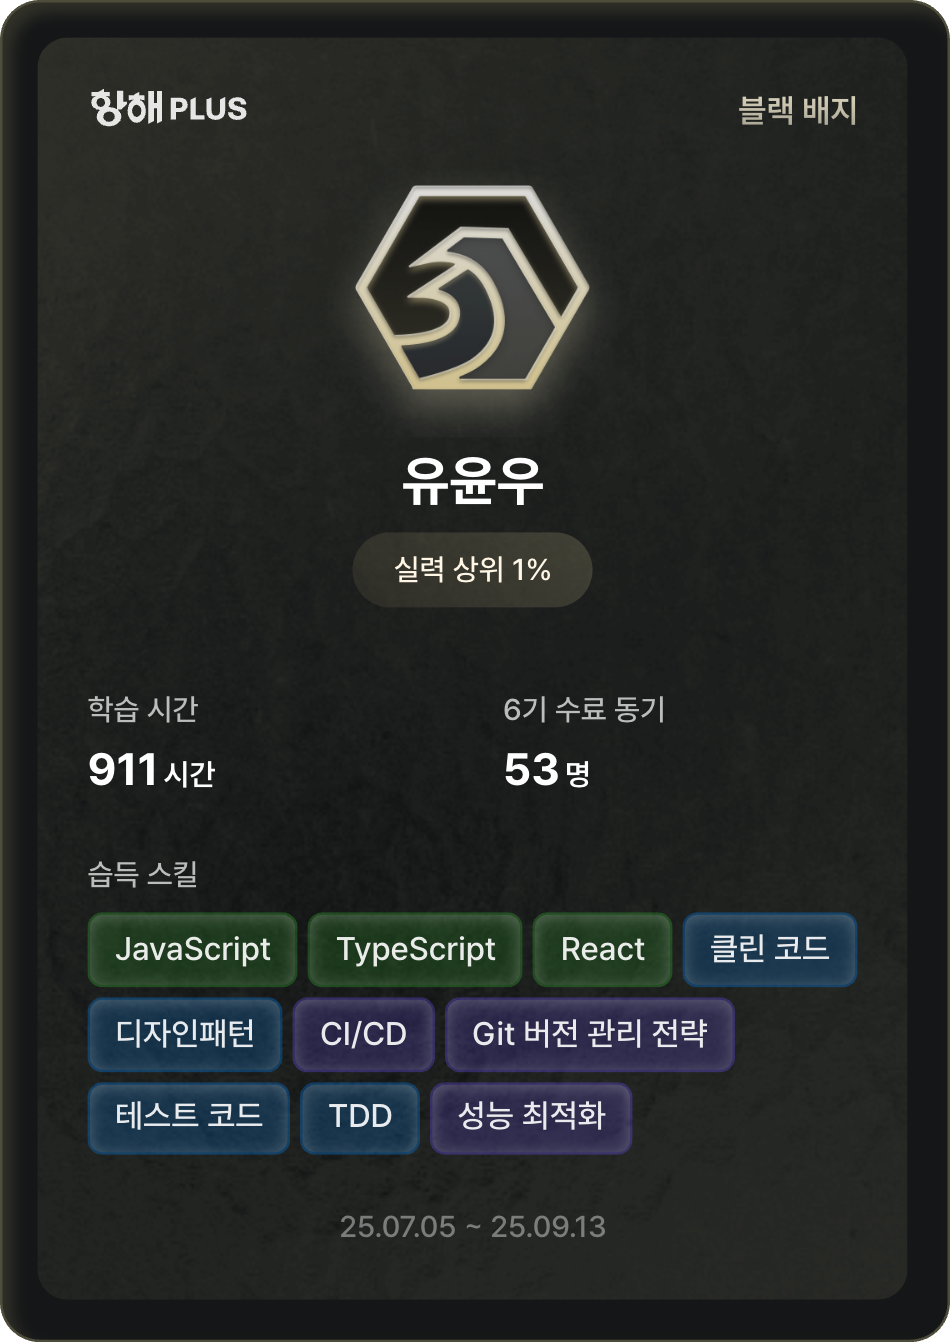 항해 PLUS
블랙 배지
유윤우
실력 상위 1%
학습 시간
6기 수료 동기
911 시간
53 명
습득 스킬
JavaScript TypeScript React 클린 코드
디자인패턴 CI/CD Git 버전 관리 전략
테스트 코드 TDD 성능 최적화
25.07.05 ~ 25.09.13